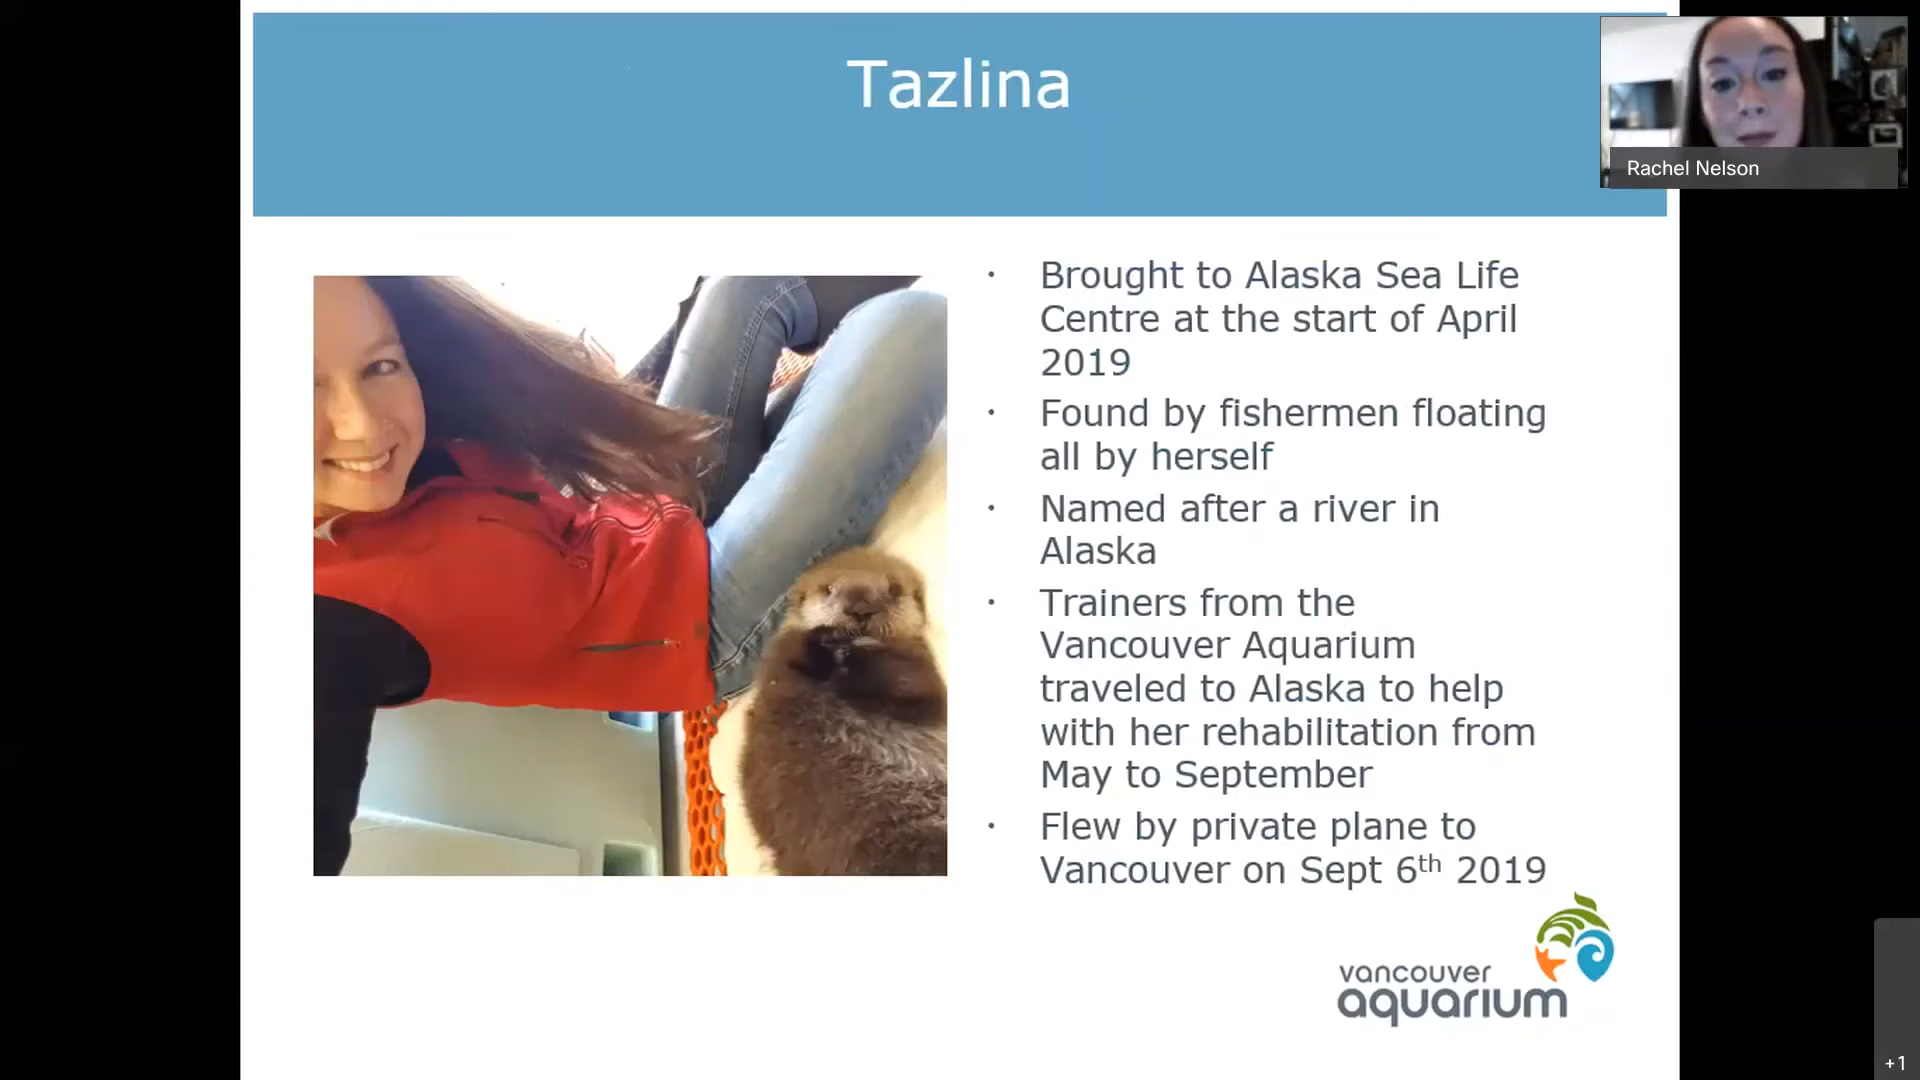 Tazlina
Rachel Nelson
· Brought to Alaska Sea Life
Centre at the start of April
2019
· Found by fishermen floating
all by herself
· Named after a river in
Alaska
· Trainers from the
Vancouver Aquarium
traveled to Alaska to help
with her rehabilitation from
May to September
· Flew by private plane to
Vancouver on Sept 6th 2019
vancouver
aquarium
+1